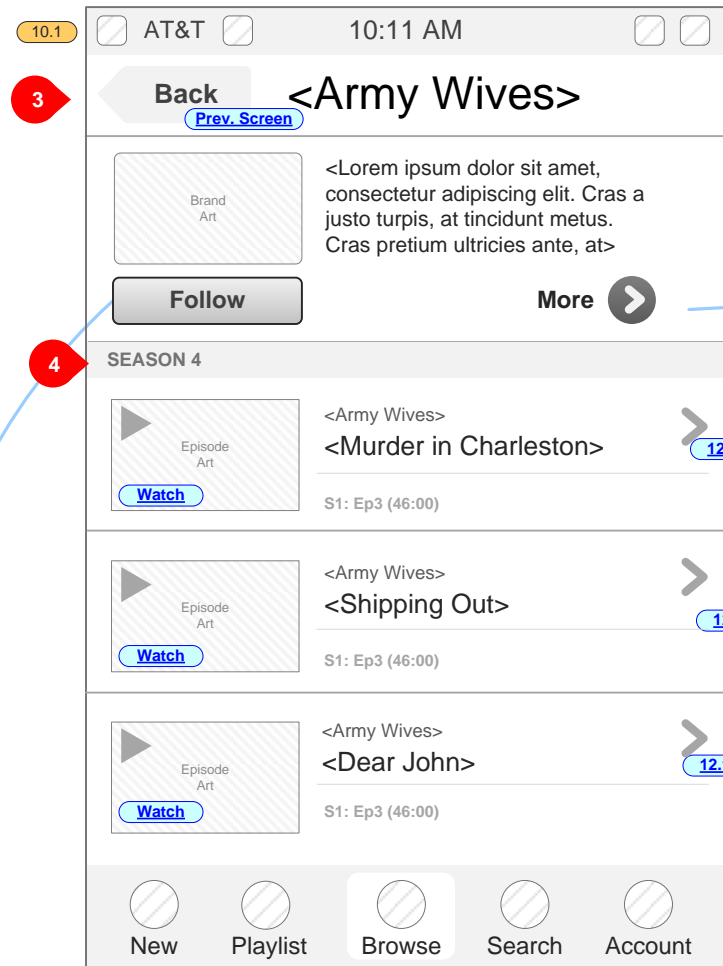 10.1
AT&T
10:11 AM
3
Back
<Army Wives>
Prev. Screen
Brand
Art
<Lorem ipsum dolor sit amet,
consectetur adipiscing elit. Cras a
justo turpis, at tincidunt metus.
Cras pretium ultricies ante, at>
Follow
More
4
SEASON 4
Episode
Art
Watch
<Army Wives>
<Murder in Charleston>
S1: Ep3 (46:00)
12
Episode
Art
Watch
<Army Wives>
<Shipping Out>
S1: Ep3 (46:00)
Episode
Art
Watch
<Army Wives>
<Dear John>
S1: Ep3 (46:00)
12.
New
Playlist
Browse
Search
Account